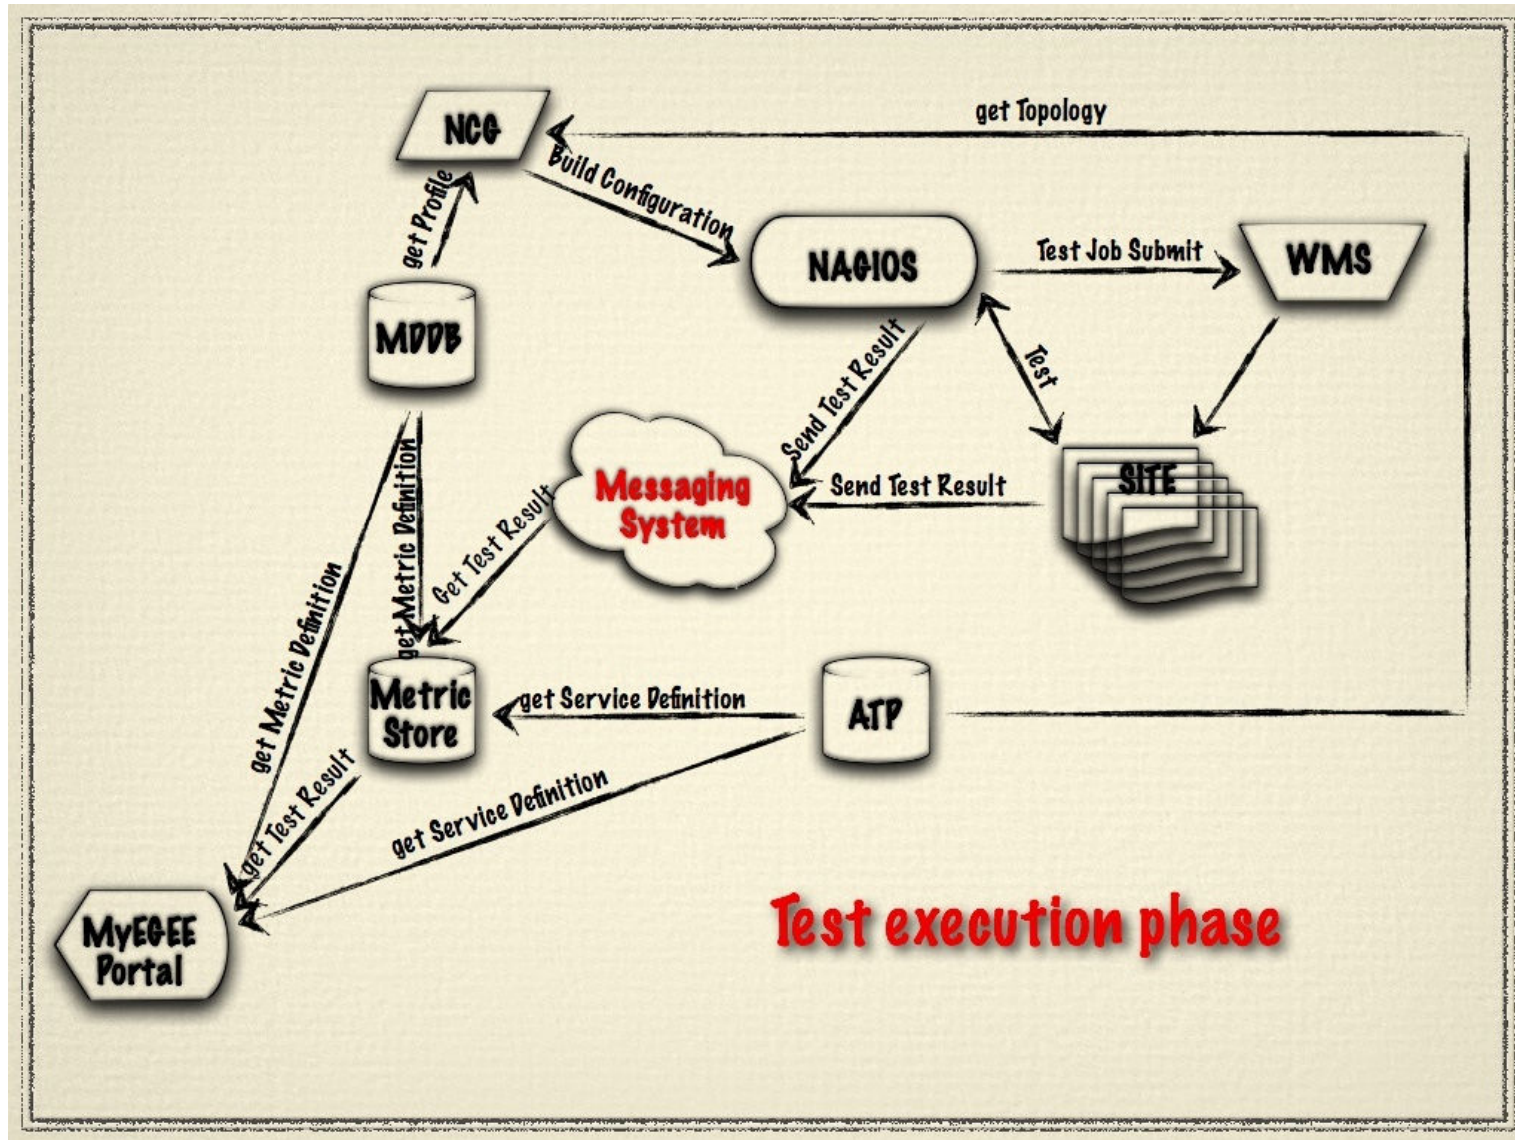 get Topology
NCG
Build Configuration
get Profile
NAGIOS
Test Job Submit
WMS
MDDB
Send Test Result
Test
get Metric Definition
Messaging
System
Send Test Result
SITE
Get Test Result
get Metric Definition
Metric
Store
get Service Definition
ATP
get Test Result
get Service Definition
Test execution phase
MyEGEE
Portal